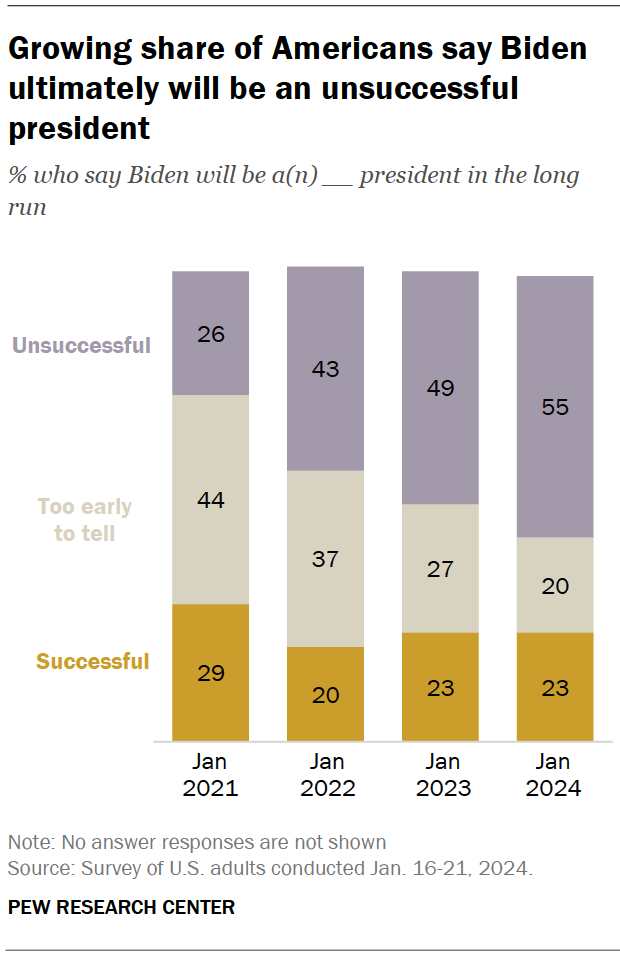 Growing share of Americans say Biden
ultimately will be an unsuccessful
president
% who say Biden will be a(n) ___ president in the long
run
Unsuccessful
26
43
49
55
Too early
to tell
44
37
27
20
Successful
29
20
23
23
Jan
2021
Jan
2022
Jan
2023
Jan
2024
Note: No answer responses are not shown
Source: Survey of U.S. adults conducted Jan. 16-21, 2024.
PEW RESEARCH CENTER